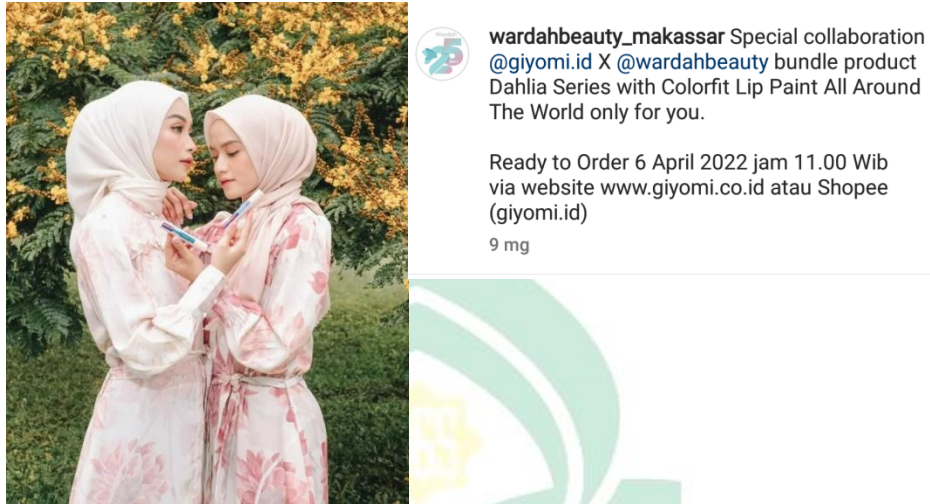 wardahbeauty_makassar Special collaboration
@giyomi.id X @wardahbeauty bundle product
Dahlia Series with Colorfit Lip Paint All Around
The World only for you.
Ready to Order 6 April 2022 jam 11.00 Wib
via website www.giyomi.co.id atau Shopee
(giyomi.id)
9 mg